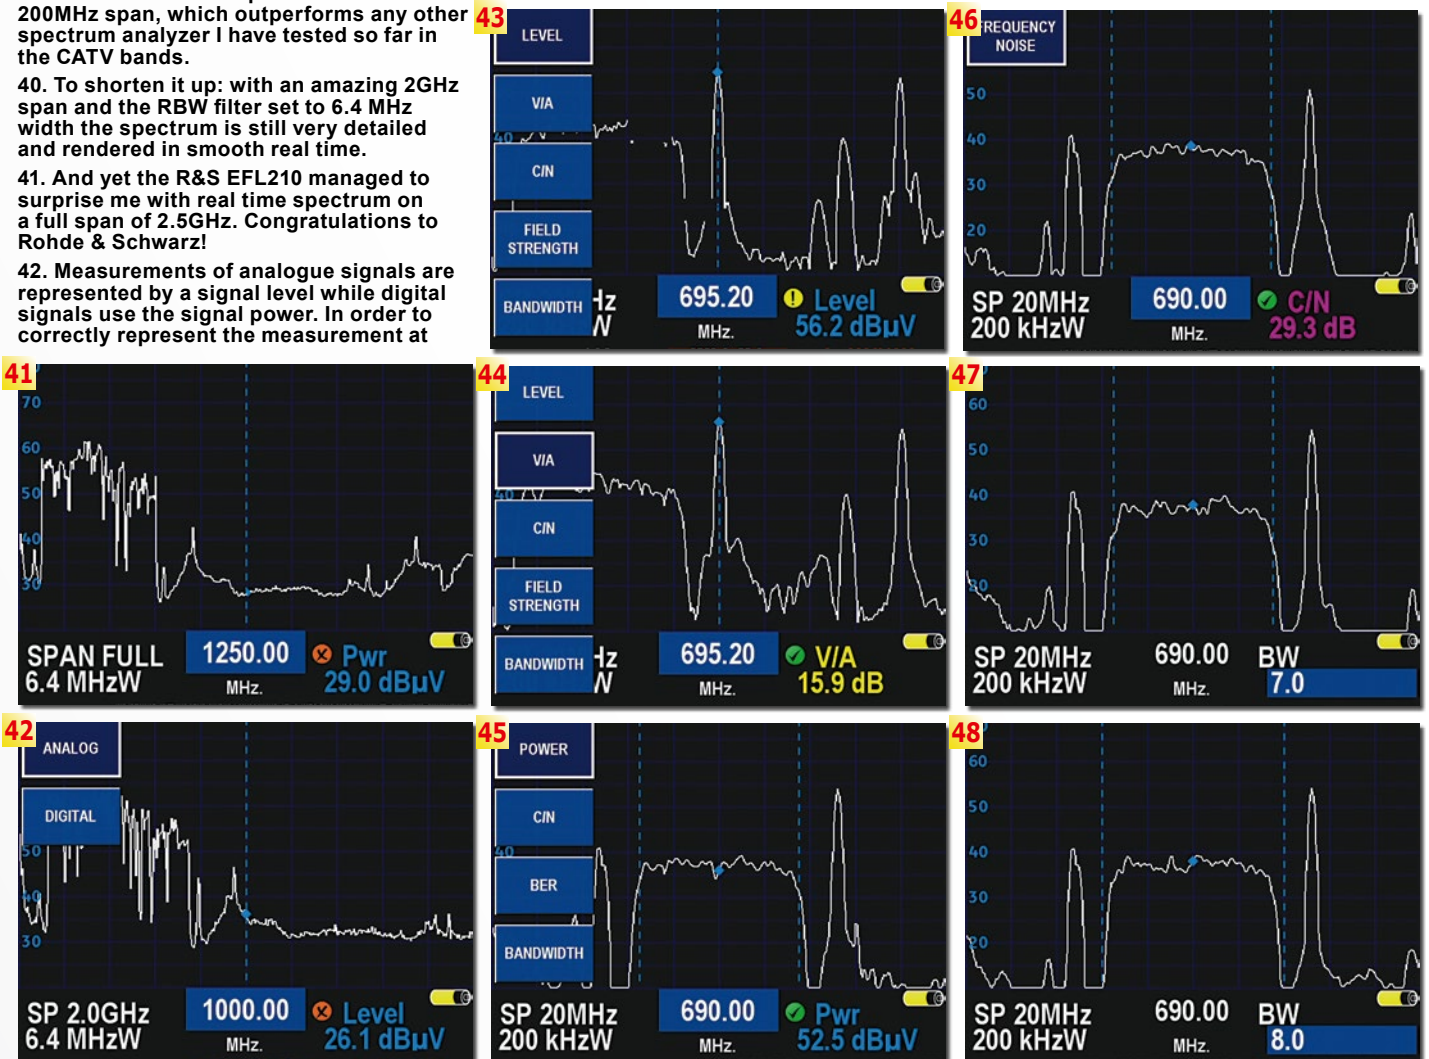 200MHz span, which outperforms any other
spectrum analyzer I have tested so far in
the CATV bands.
40. To shorten it up: with an amazing 2GHz
span and the RBW filter set to 6.4 MHz
width the spectrum is still very detailed
and rendered in smooth real time.
41. And yet the R&S EFL210 managed to
surprise me with real time spectrum on
a full span of 2.5GHz. Congratulations to
Rohde & Schwarz!
42. Measurements of analogue signals are
represented by a signal level while digital
signals use the signal power. In order to
correctly represent the measurement at
43
LEVEL
V/A
40
C/N
FIELD
STRENGTH
BANDWIDTH
Hz
W
695.20
MHz.
Level
56.2 dBµV
46
FREQUENCY
NOISE
50
40
30
20
SP 20MHz
200 kHzW
690.00
MHz.
C/N
29.3 dB
41
70
60
50
40
30
SPAN FULL
6.4 MHzW
1250.00
MHz.
Pwr
29.0 dBµV
44
LEVEL
V/A
40
C/N
FIELD
STRENGTH
BANDWIDTH
Hz
W
695.20
MHz.
V/A
15.9 dB
47
60
50
40
30
20
SP 20MHz
200 kHzW
690.00
MHz.
BW
7.0
42
ANALOG
DIGITAL
50
40
30
SP 2.0GHz
6.4 MHzW
1000.00
MHz.
Level
26.1 dBµV
45
POWER
C/N
40
BER
BANDWIDTH
SP 20MHz
200 kHzW
690.00
MHz.
Pwr
52.5 dBµV
48
60
50
40
30
20
SP 20MHz
200 kHzW
690.00
MHz.
BW
8.0